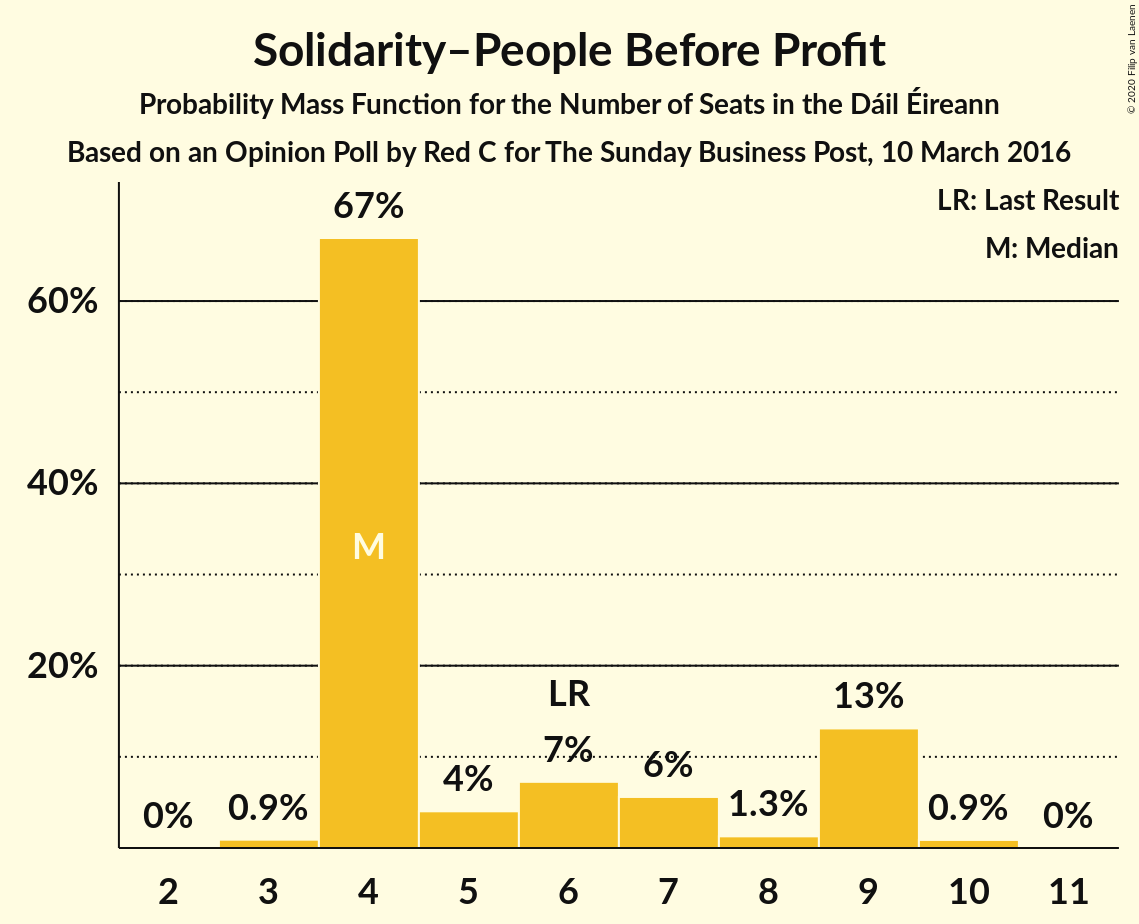 Solidarity–People Before Profit
Probability Mass Function for the Number of Seats in the Dáil Éireann
Based on an Opinion Poll by Red C for The Sunday Business Post, 10 March 2016
© 2020 Filip van Laenen
LR: Last Result
M: Median
60%
40%
20%
0%
0.9%
67%
M
4%
LR
7%
6%
1.3%
13%
0.9%
0%
2 3 4 5 6 7 8 9 10 11